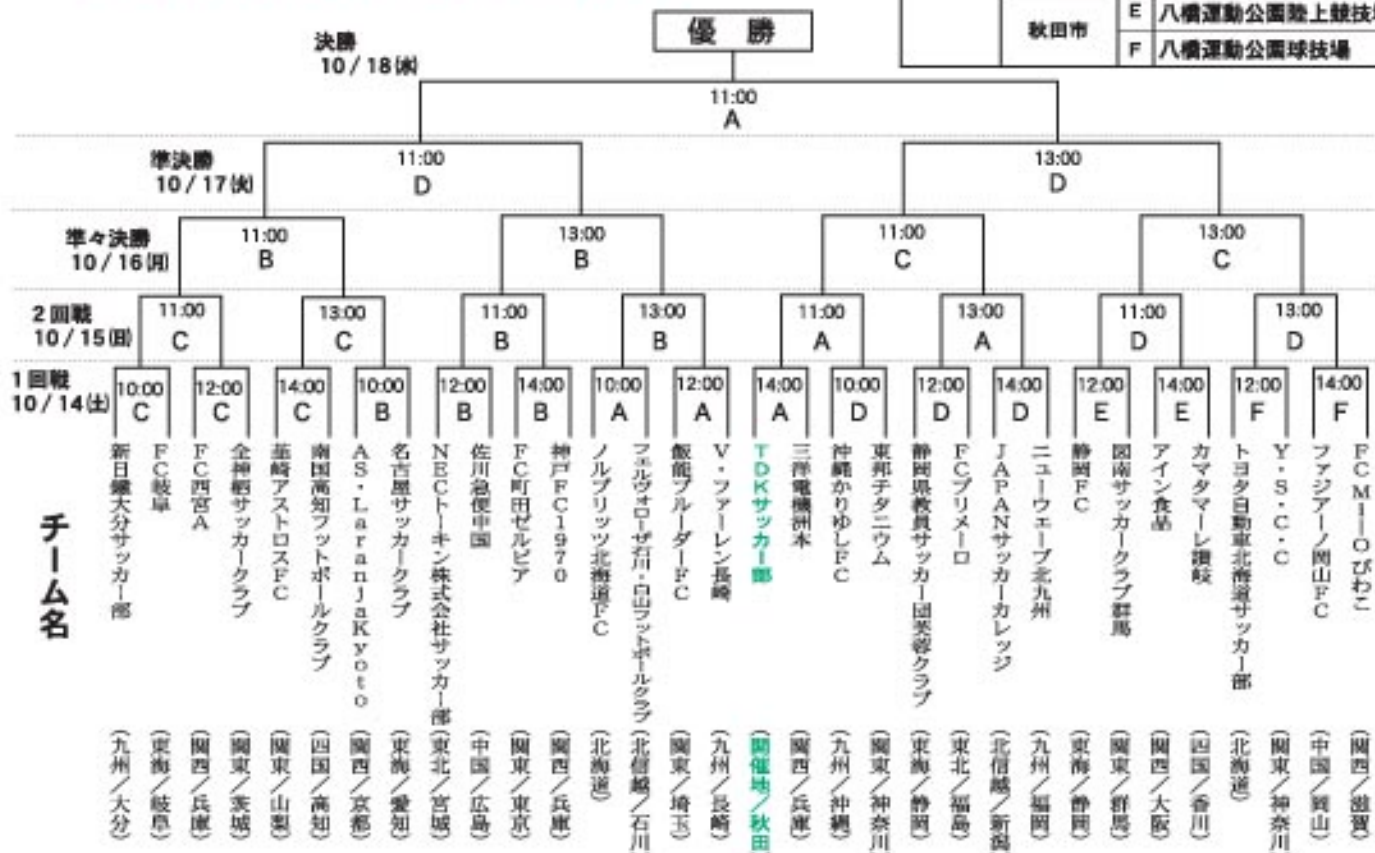 優 勝
秋田市
E 八橋運動公園陸上競技場
F 八橋運動公園球技場
決勝
10 / 18㈬
11:00
A
準決勝
10 / 17㈫
11:00
D
13:00
D
準々決勝
10 / 16㈪
11:00
B
13:00
B
11:00
C
13:00
C
2回戦
10 / 15㈰
11:00
C
13:00
C
11:00
B
13:00
B
11:00
A
13:00
A
11:00
D
13:00
D
1回戦
10 / 14㈯
10:00
C
12:00
C
14:00
C
10:00
B
12:00
B
14:00
B
10:00
A
12:00
A
14:00
A
10:00
D
12:00
D
14:00
D
12:00
E
14:00
E
12:00
F
14:00
F
チーム名
新日鐵大分サッカー部
(九州/大分)
FC岐阜
(東海/岐阜)
FC西宮A
(関西/兵庫)
全神栖サッカークラブ
(関東/茨城)
韮崎アストロスFC
(関東/山梨)
南国高知フットボールクラブ
(四国/高知)
AS・LaranjaKyoto
(関西/京都)
名古屋サッカークラブ
(東海/愛知)
NECトーキン株式会社サッカー部
(東北/宮城)
佐川急便中国
(中国/広島)
FC町田ゼルビア
(関東/東京)
神戸FC1970
(関西/兵庫)
ノルブリッツ北海道FC
(北海道)
フェルヴォローザ石川・白山フットボールクラブ
(北信越/石川
飯能ブルーダーFC
(関東/埼玉)
V・ファーレン長崎
(九州/長崎)
TDKサッカー部
(開催地/秋田
三洋電機洲本
(関西/兵庫)
沖縄かりゆしFC
(九州/沖縄)
東邦チタニウム
(関東/神奈川
静岡県教員サッカー団芙蓉クラブ
(東海/静岡)
FCプリメーロ
(東北/福島)
JAPANサッカーカレッジ
(北信越/新潟
ニューウェーブ北九州
(九州/福岡)
静岡FC
(東海/静岡)
図南サッカークラブ群馬
(関東/群馬)
アイン食品
(関西/大阪)
カマタマーレ讃岐
(四国/香川)
トヨタ自動車北海道サッカー部
(北海道)
Y・S・C・C
(関東/神奈川
ファジアーノ岡山FC
(中国/岡山)
FC MI-Oびわこ
(関西/滋賀)